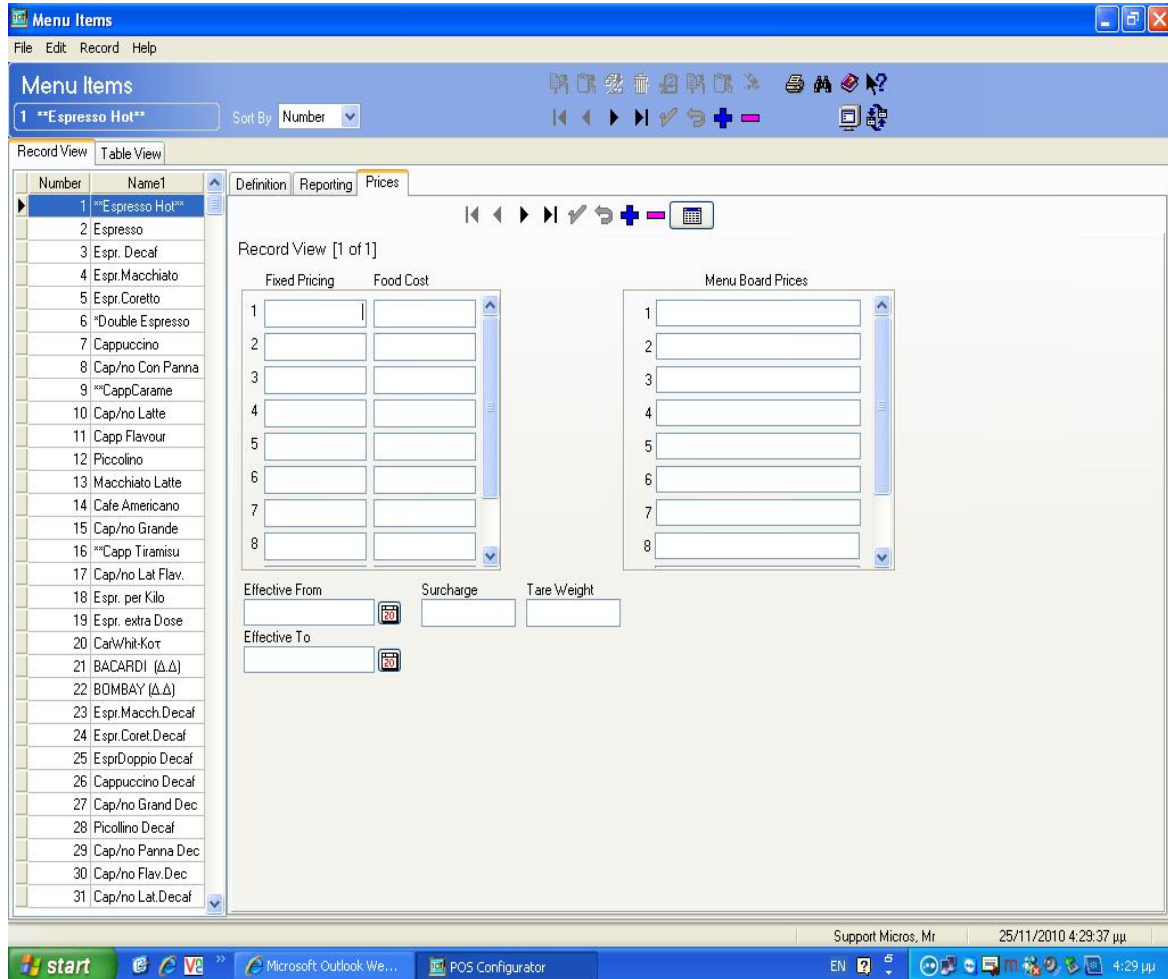 Menu Items
File Edit Record Help
Menu Items
1 **Espresso Hot**
Sort By Number
Record View Table View
Number Name1
1 **Espresso Hot**
2 Espresso
3 Espr. Decaf
4 Espr.Macchiato
5 Espr.Coretto
6 *Double Espresso
7 Cappuccino
8 Cap/no Con Panna
9 **CappCarame
10 Cap/no Latte
11 Capp Flavour
12 Piccolino
13 Macchiato Latte
14 Cafe Americano
15 Cap/no Grande
16 **Capp Tiramisu
17 Cap/no Lat Flav.
18 Espr. per Kilo
19 Espr. extra Dose
20 CarWhit-Κοτ
21 BACARDI (Δ.Δ)
22 BOMBAY (Δ.Δ)
23 Espr.Macch.Decaf
24 Espr.Coret.Decaf
25 EsprDoppio Decaf
26 Cappuccino Decaf
27 Cap/no Grand Dec
28 Picollino Decaf
29 Cap/no Panna Dec
30 Cap/no Flav.Dec
31 Cap/no Lat.Decaf
Definition Reporting Prices
Record View [1 of 1]
Fixed Pricing Food Cost
1
2
3
4
5
6
7
8
Menu Board Prices
1
2
3
4
5
6
7
8
Effective From Surcharge Tare Weight
20
Effective To
20
Support Micros, Mr 25/11/2010 4:29:37 μμ
start Microsoft Outlook We... POS Configurator EN 4:29 μμ